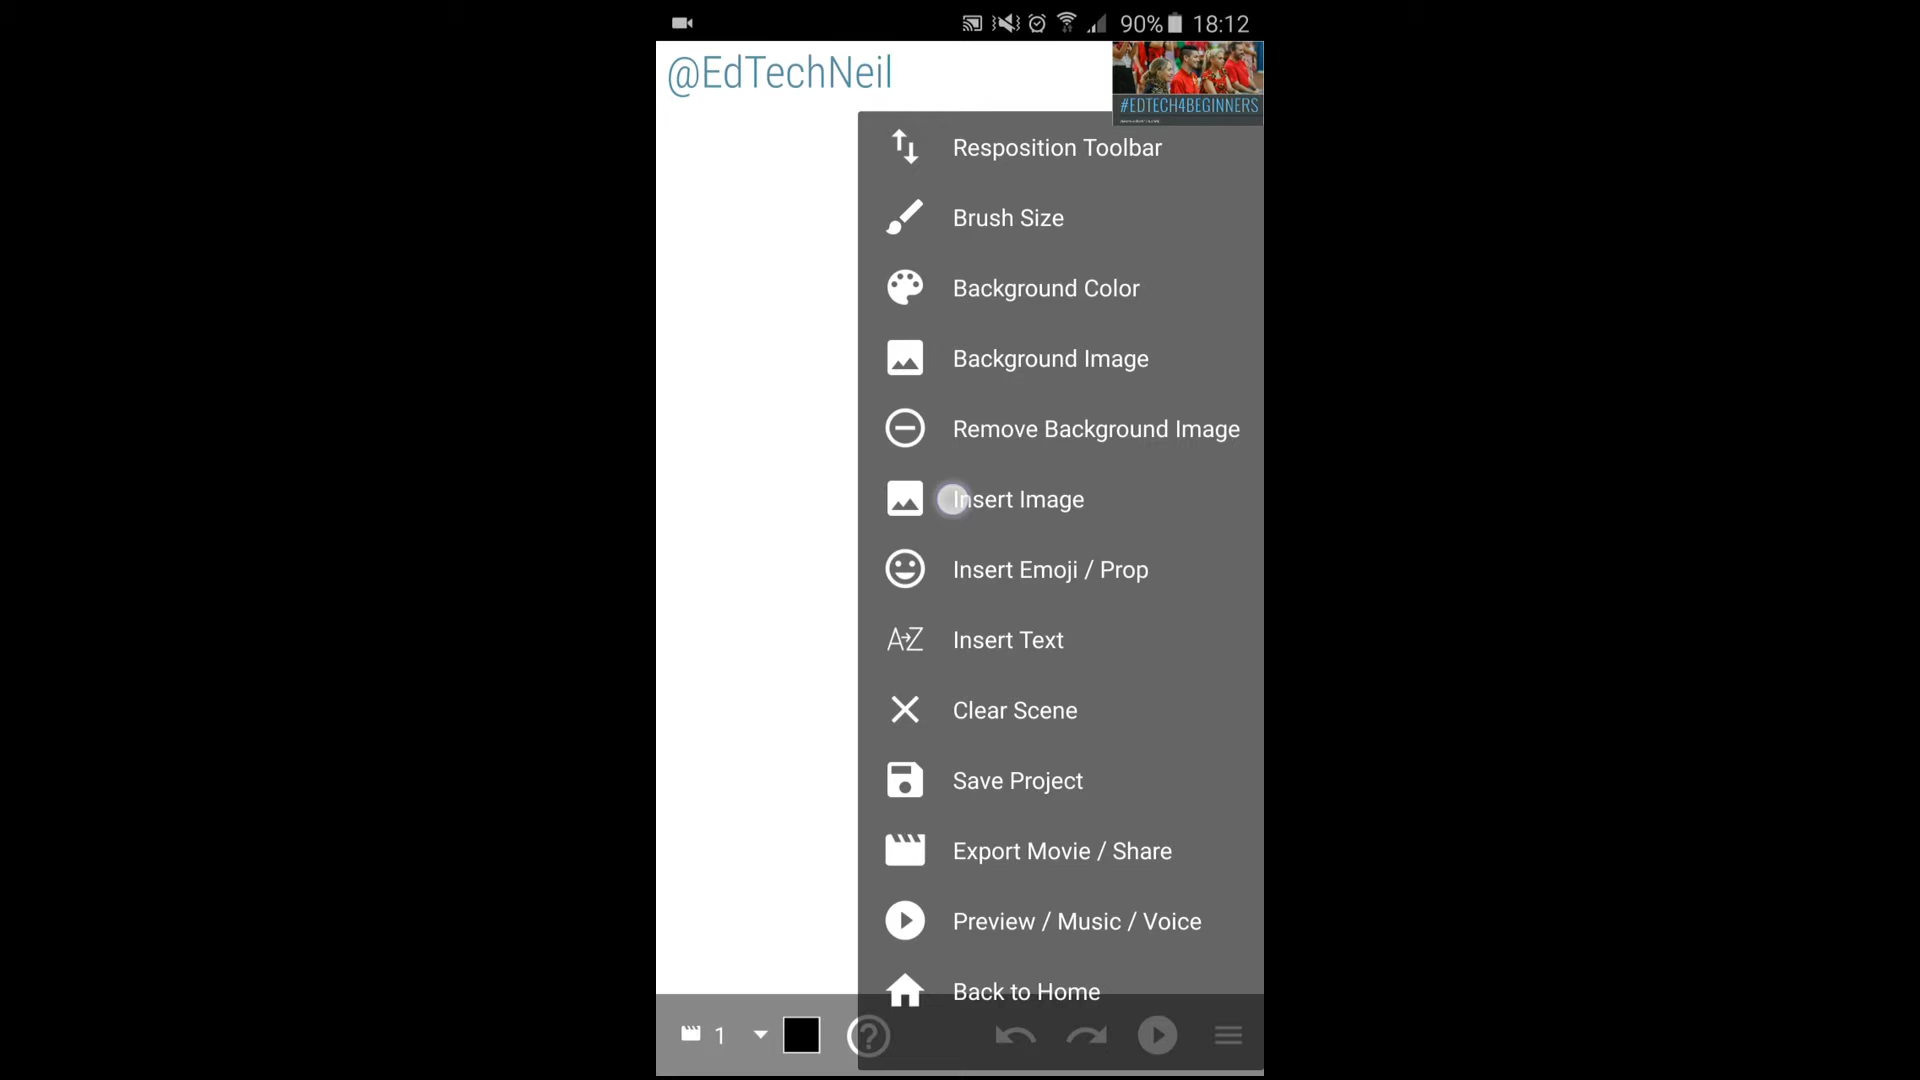 90% 18:12
@EdTechNeil
#EDTECH4BEGINNERS
Resposition Toolbar
Brush Size
Background Color
Background Image
Remove Background Image
Insert Image
Insert Emoji / Prop
A→Z Insert Text
Clear Scene
Save Project
Export Movie / Share
Preview / Music / Voice
Back to Home
1 ?